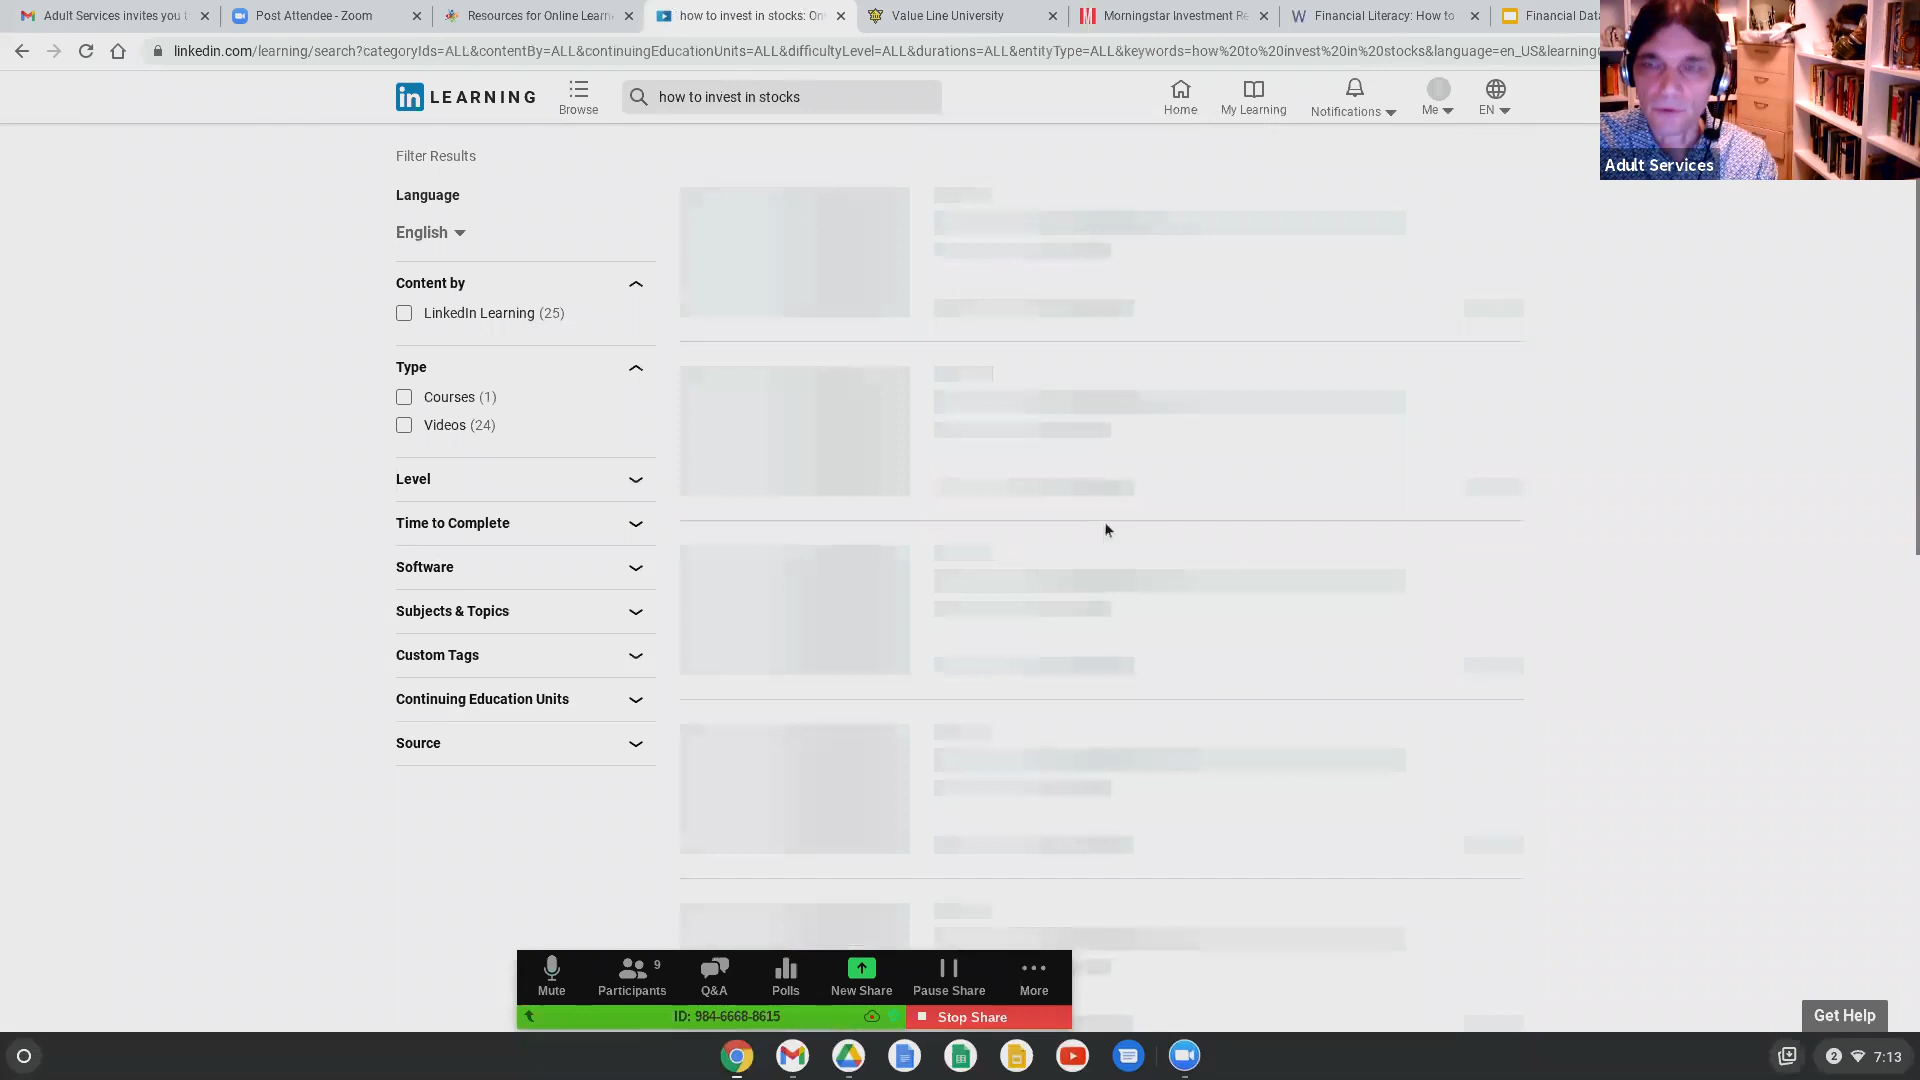 Adult Services invites you t
Post Attendee - Zoom
Resources for Online Learn
how to invest in stocks: On
Value Line University
Morningstar Investment Re
Financial Literacy: How to
Financial Dat
linkedin.com/learning/search?categoryIds=ALL&contentBy=ALL&continuingEducationUnits=ALL&difficultyLevel=ALL&durations=ALL&entityType=ALL&keywords=how%20to%20invest%20in%20stocks&language=en_US&learning
in LEARNING
Browse
how to invest in stocks
Home
My Learning
Notifications
Me
EN
Adult Services
Filter Results
Language
English
Content by
LinkedIn Learning (25)
Type
Courses (1)
Videos (24)
Level
Time to Complete
Software
Subjects & Topics
Custom Tags
Continuing Education Units
Source
9
Mute
Participants
Q&A
Polls
New Share
Pause Share
More
ID: 984-6668-8615
Stop Share
Get Help
2
7:13